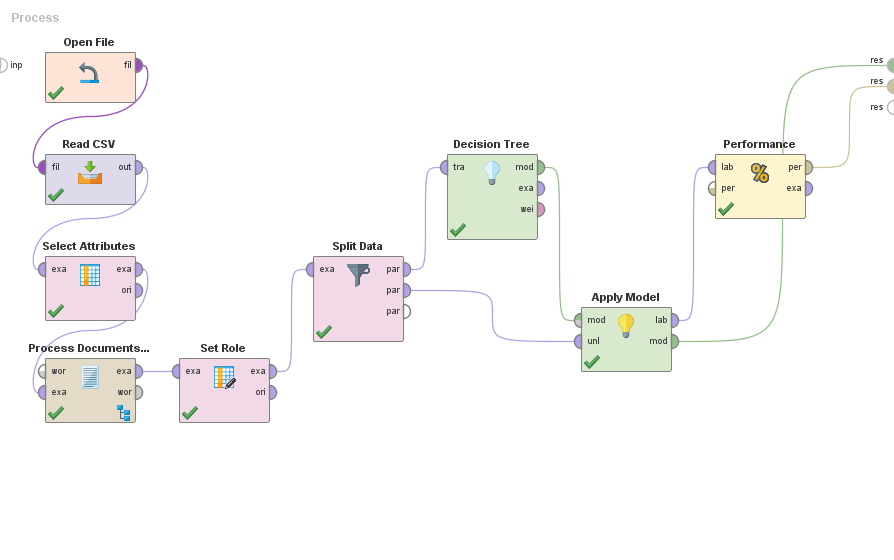 Process
inp
Open File
fil
Read CSV
fil out
Select Attributes
exa exa
ori
Process Documents...
wor exa
exa wor
Set Role
exa exa
ori
Split Data
exa par
par
par
Decision Tree
tra mod
exa
wei
Apply Model
mod lab
unl mod
Performance
lab per
per exa
%
res
res
res